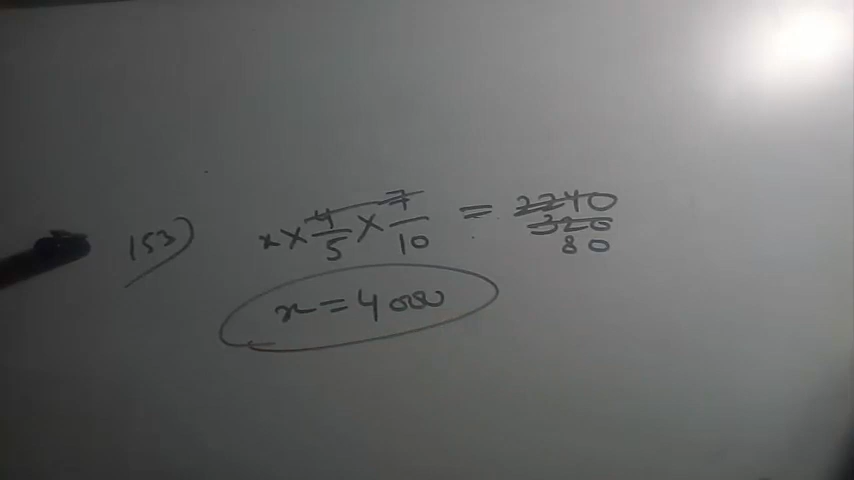 153) x × 4/5 × 7/10 = 2240
320
80
x = 4000